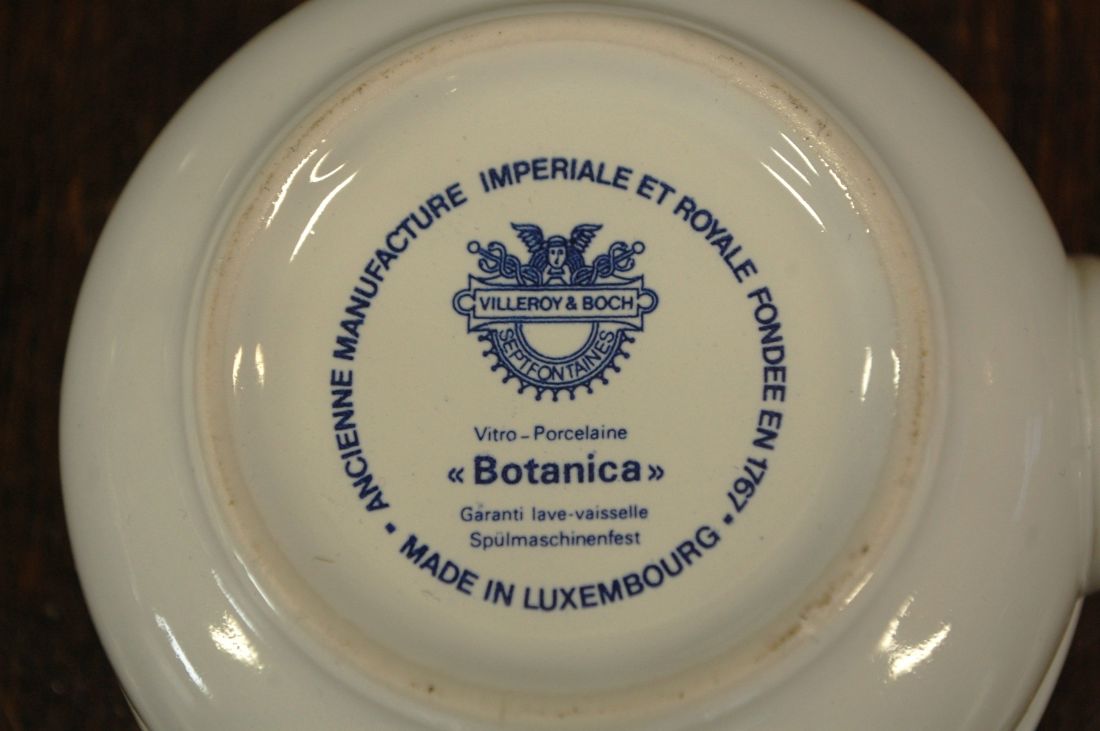 ANCIENNE MANUFACTURE IMPERIALE ET ROYALE FONDEE EN 1767 ▪
MADE IN LUXEMBOURG ▪
VILLEROY & BOCH
SEPTFONTAINES
Vitro-Porcelaine
«Botanica»
Garanti lave-vaisselle
Spülmaschinenfest